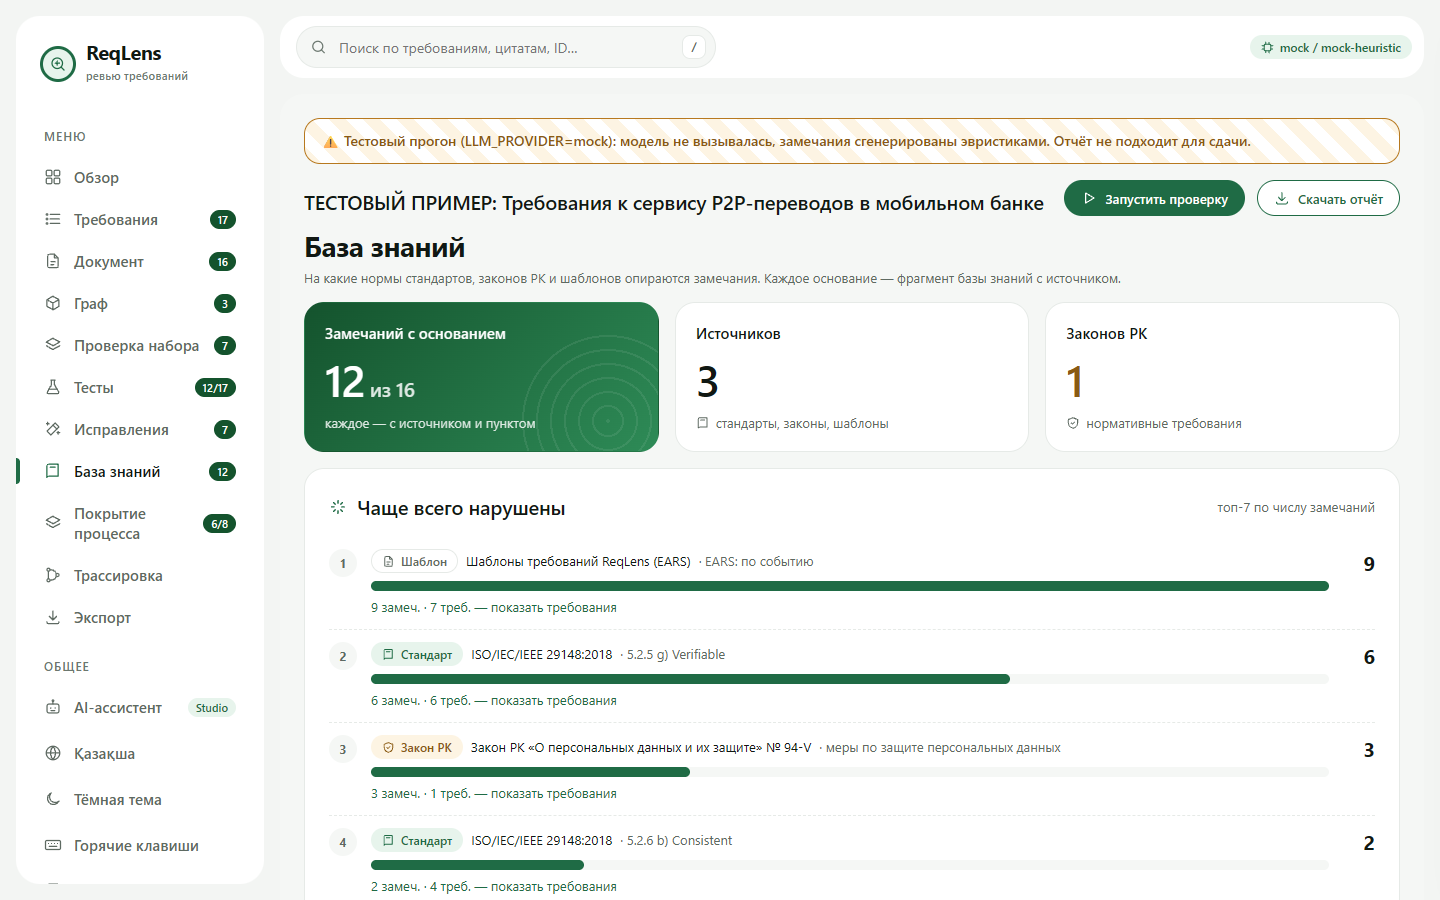 ReqLens
ревью требований
МЕНЮ
Обзор
Требования 17
Документ 16
Граф 3
Проверка набора 7
Тесты 12/17
Исправления 7
База знаний 12
Покрытие
процесса 6/8
Трассировка
Экспорт
ОБЩЕЕ
AI-ассистент Studio
Қазақша
Тёмная тема
Горячие клавиши
Поиск по требованиям, цитатам, ID... /
mock / mock-heuristic
Тестовый прогон (LLM_PROVIDER=mock): модель не вызывалась, замечания сгенерированы эвристиками. Отчёт не подходит для сдачи.
ТЕСТОВЫЙ ПРИМЕР: Требования к сервису P2P-переводов в мобильном банке
Запустить проверку
Скачать отчёт
База знаний
На какие нормы стандартов, законов РК и шаблонов опираются замечания. Каждое основание — фрагмент базы знаний с источником.
Замечаний с основанием
12 из 16
каждое — с источником и пунктом
Источников
3
стандарты, законы, шаблоны
Законов РК
1
нормативные требования
Чаще всего нарушены
топ-7 по числу замечаний
1 Шаблон Шаблоны требований ReqLens (EARS) · EARS: по событию 9
9 замеч. · 7 треб. — показать требования
2 Стандарт ISO/IEC/IEEE 29148:2018 · 5.2.5 g) Verifiable 6
6 замеч. · 6 треб. — показать требования
3 Закон РК Закон РК «О персональных данных и их защите» № 94-V · меры по защите персональных данных 3
3 замеч. · 1 треб. — показать требования
4 Стандарт ISO/IEC/IEEE 29148:2018 · 5.2.6 b) Consistent 2
2 замеч. · 4 треб. — показать требования